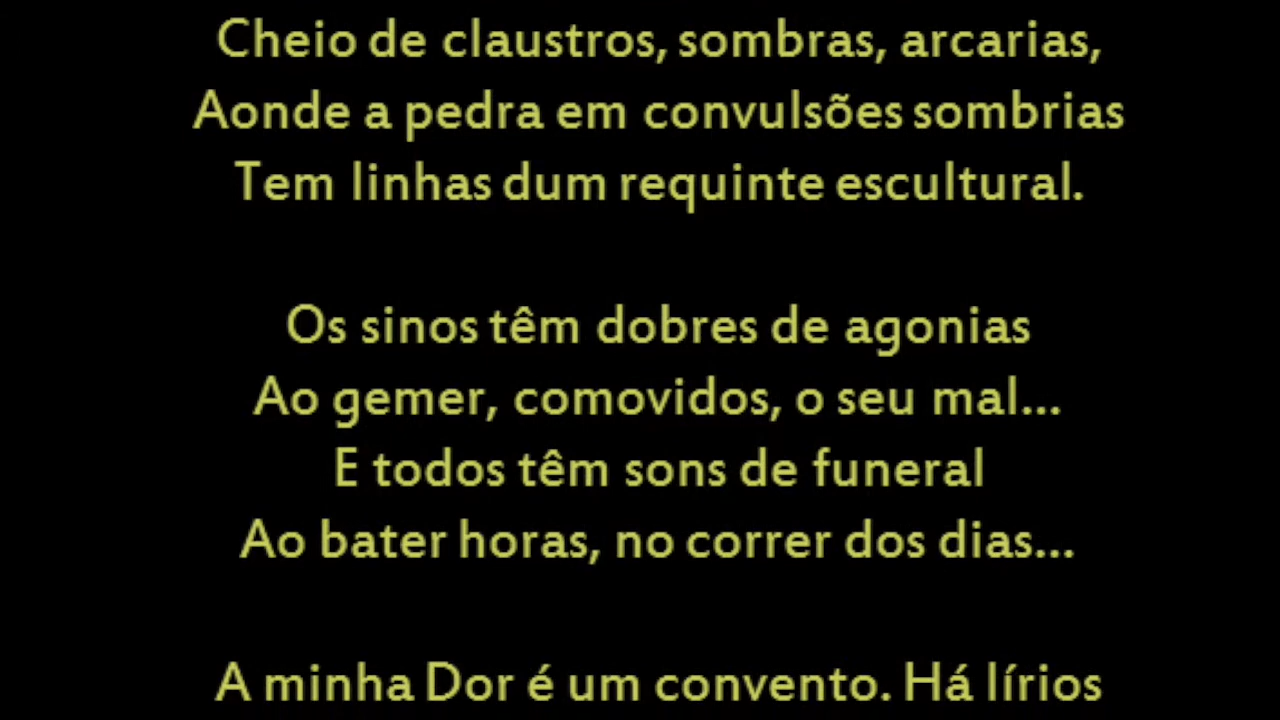 Cheio de claustros, sombras, arcarias,
Aonde a pedra em convulsões sombrias
Tem linhas dum requinte escultural.
Os sinos têm dobres de agonias
Ao gemer, comovidos, o seu mal...
E todos têm sons de funeral
Ao bater horas, no correr dos dias...
A minha Dor é um convento. Há lírios